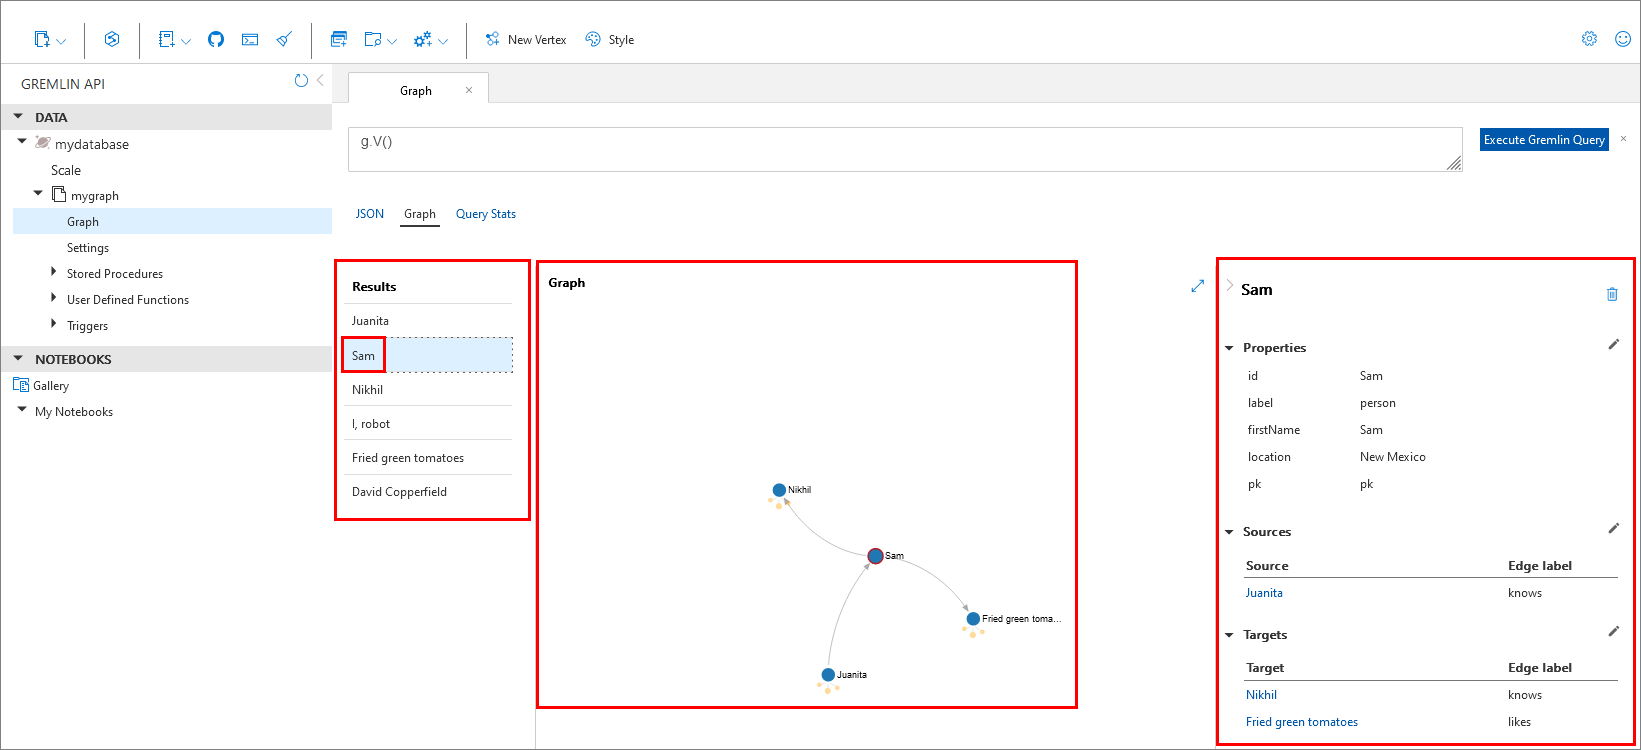 New Vertex
Style
GREMLIN API
Graph
DATA
mydatabase
Scale
mygraph
Graph
Settings
Stored Procedures
User Defined Functions
Triggers
NOTEBOOKS
Gallery
My Notebooks
g.V()
Execute Gremlin Query
JSON
Graph
Query Stats
Results
Juanita
Sam
Nikhil
I, robot
Fried green tomatoes
David Copperfield
Graph
Nikhil
Sam
Fried green toma...
Juanita
Sam
Properties
id Sam
label person
firstName Sam
location New Mexico
pk pk
Sources
Source Edge label
Juanita knows
Targets
Target Edge label
Nikhil knows
Fried green tomatoes likes